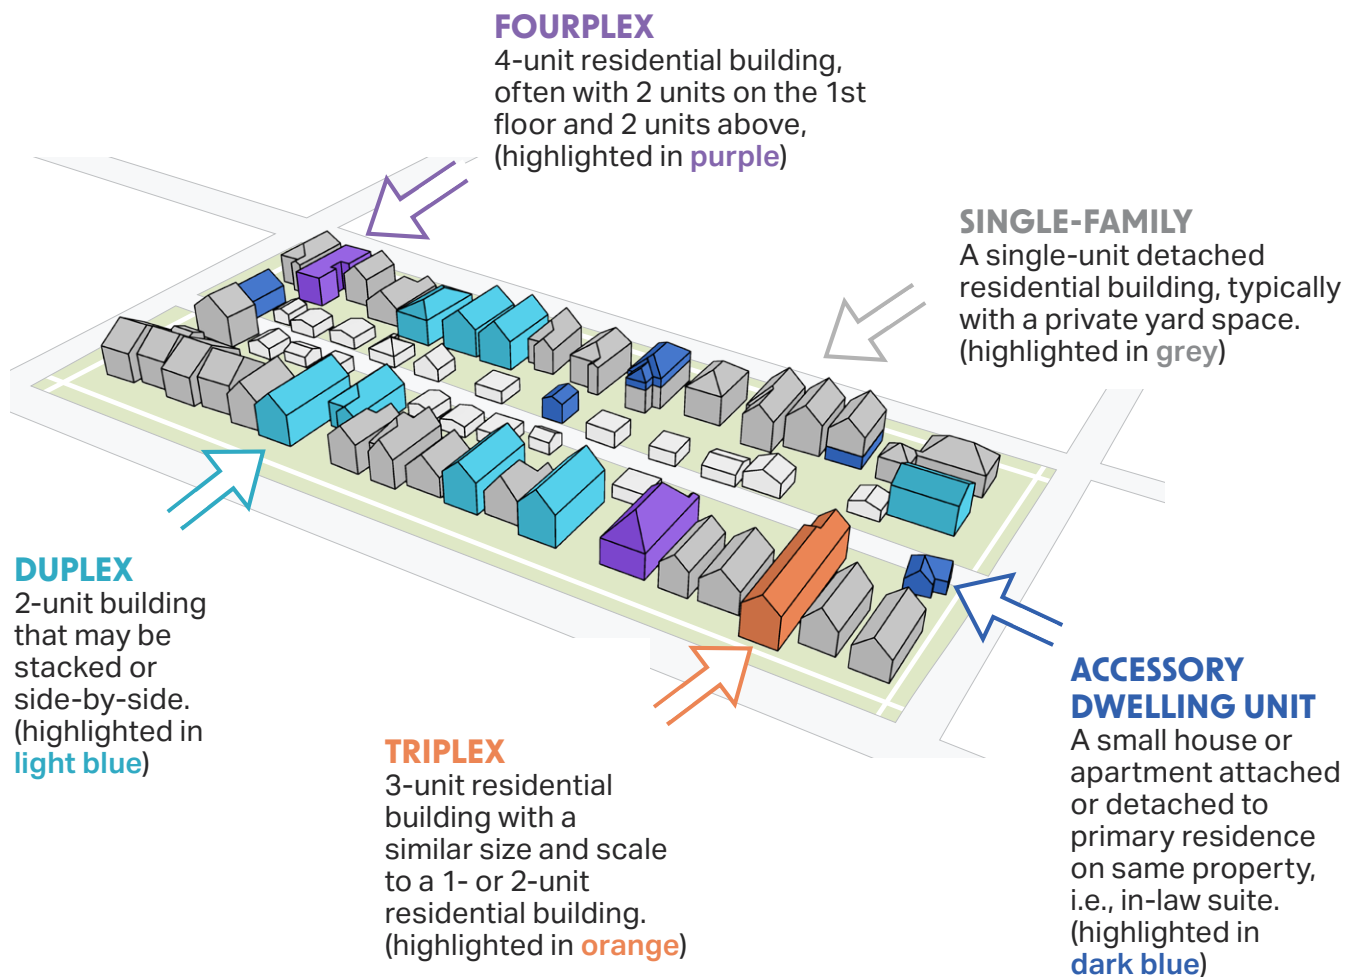 FOURPLEX
4-unit residential building,
often with 2 units on the 1st
floor and 2 units above,
(highlighted in purple)
SINGLE-FAMILY
A single-unit detached
residential building, typically
with a private yard space.
(highlighted in grey)
DUPLEX
2-unit building
that may be
stacked or
side-by-side.
(highlighted in
light blue)
TRIPLEX
3-unit residential
building with a
similar size and scale
to a 1- or 2-unit
residential building.
(highlighted in orange)
ACCESSORY
DWELLING UNIT
A small house or
apartment attached
or detached to
primary residence
on same property,
i.e., in-law suite.
(highlighted in
dark blue)